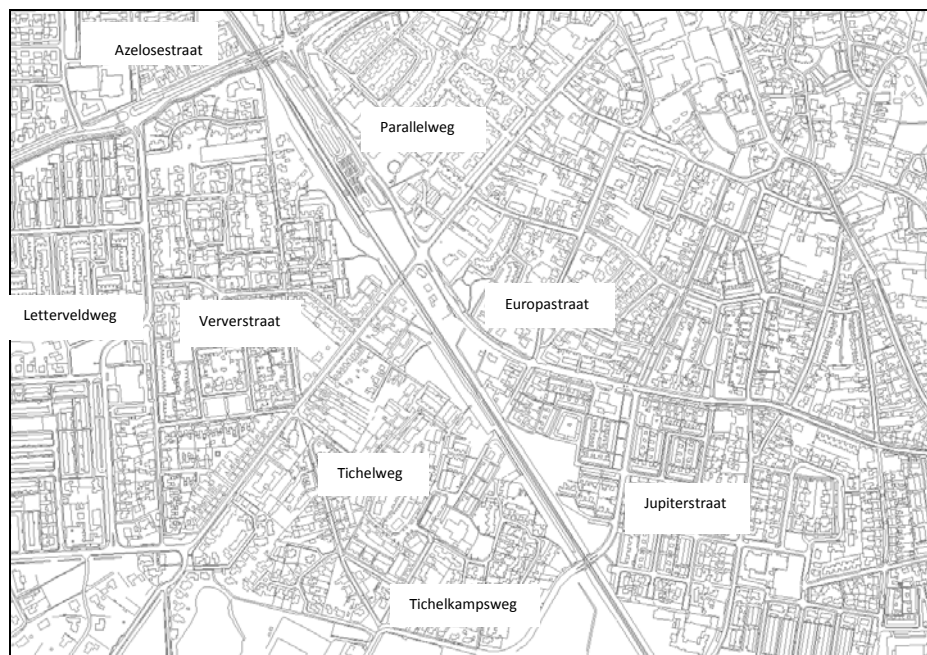 Azelosestraat
Parallelweg
Europastraat
Letterveldweg
Ververstraat
Tichelweg
Jupiterstraat
Tichelkampsweg